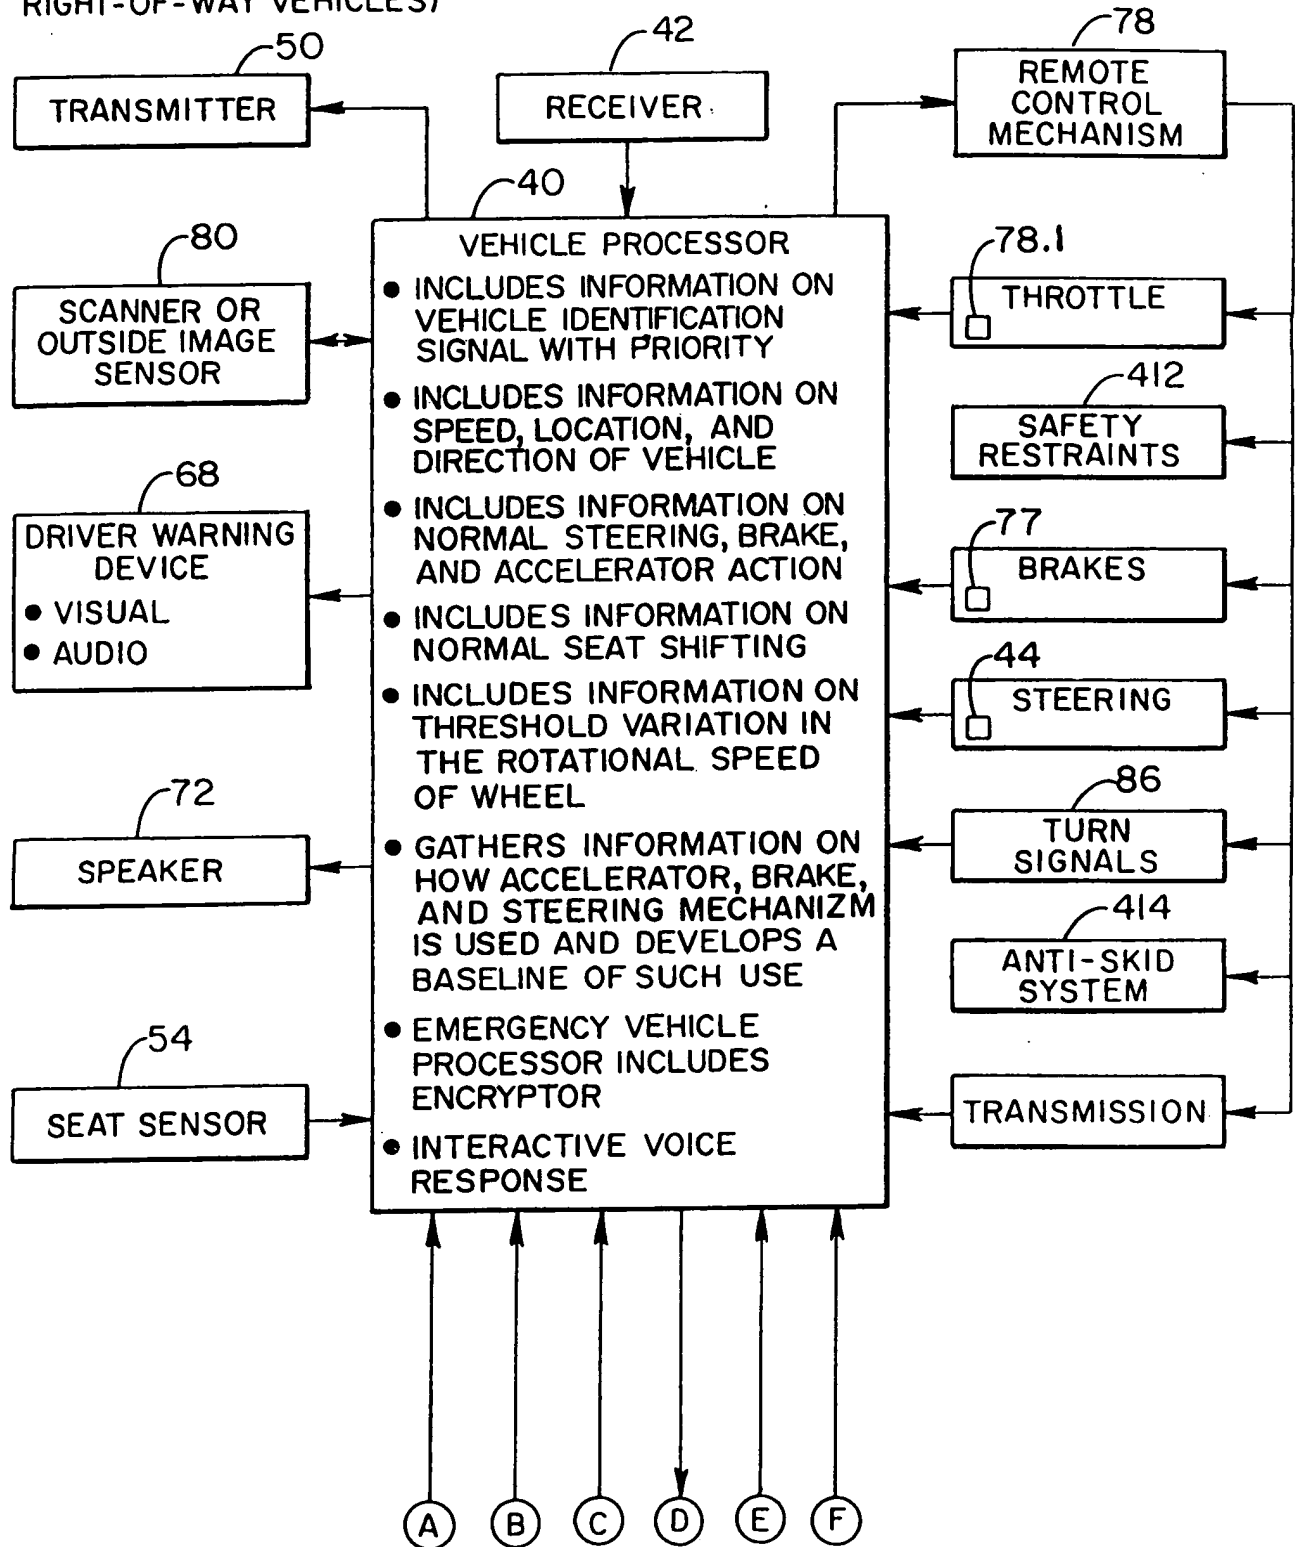 RIGHT-OF-WAY VEHICLES)
50
TRANSMITTER
42
RECEIVER
78
REMOTE
CONTROL
MECHANISM
40
VEHICLE PROCESSOR
• INCLUDES INFORMATION ON
VEHICLE IDENTIFICATION
SIGNAL WITH PRIORITY
• INCLUDES INFORMATION ON
SPEED, LOCATION, AND
DIRECTION OF VEHICLE
• INCLUDES INFORMATION ON
NORMAL STEERING, BRAKE,
AND ACCELERATOR ACTION
• INCLUDES INFORMATION ON
NORMAL SEAT SHIFTING
• INCLUDES INFORMATION ON
THRESHOLD VARIATION IN
THE ROTATIONAL SPEED
OF WHEEL
• GATHERS INFORMATION ON
HOW ACCELERATOR, BRAKE,
AND STEERING MECHANIZM
IS USED AND DEVELOPS A
BASELINE OF SUCH USE
• EMERGENCY VEHICLE
PROCESSOR INCLUDES
ENCRYPTOR
• INTERACTIVE VOICE
RESPONSE
80
SCANNER OR
OUTSIDE IMAGE
SENSOR
68
DRIVER WARNING
DEVICE
• VISUAL
• AUDIO
72
SPEAKER
54
SEAT SENSOR
78.1
THROTTLE
412
SAFETY
RESTRAINTS
77
BRAKES
44
STEERING
86
TURN
SIGNALS
414
ANTI-SKID
SYSTEM
TRANSMISSION
A B C D E F